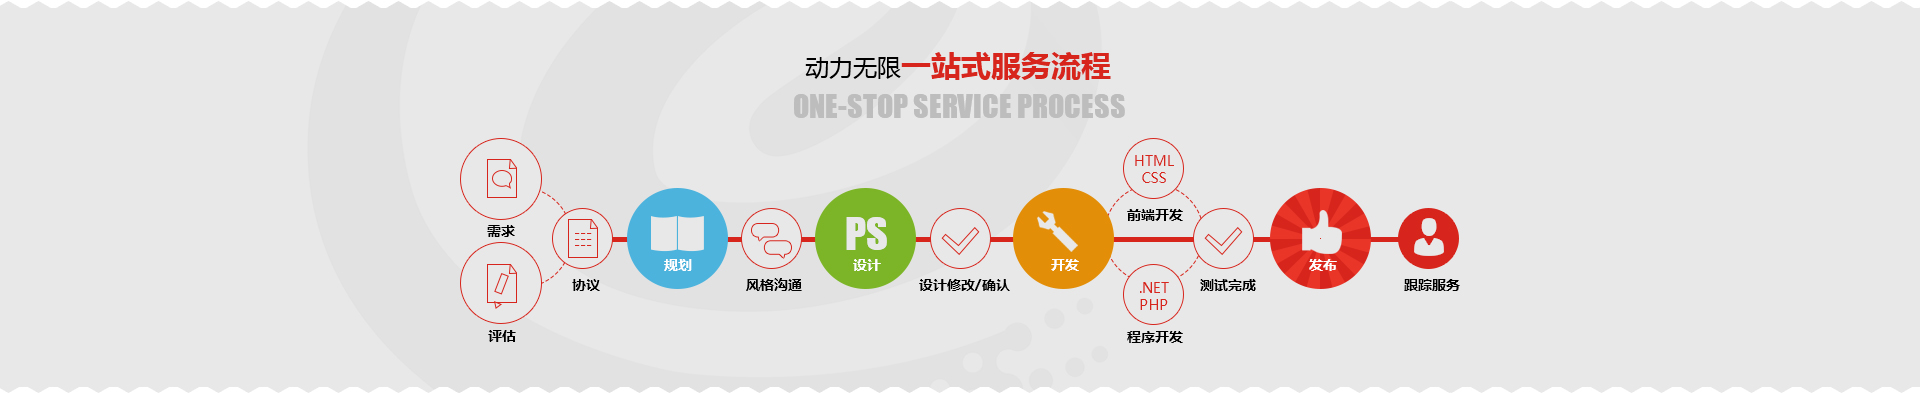 动力无限一站式服务流程
ONE-STOP SERVICE PROCESS
需求
评估
协议
规划
风格沟通
PS
设计
设计修改/确认
开发
HTML
CSS
前端开发
.NET
PHP
程序开发
测试完成
发布
跟踪服务